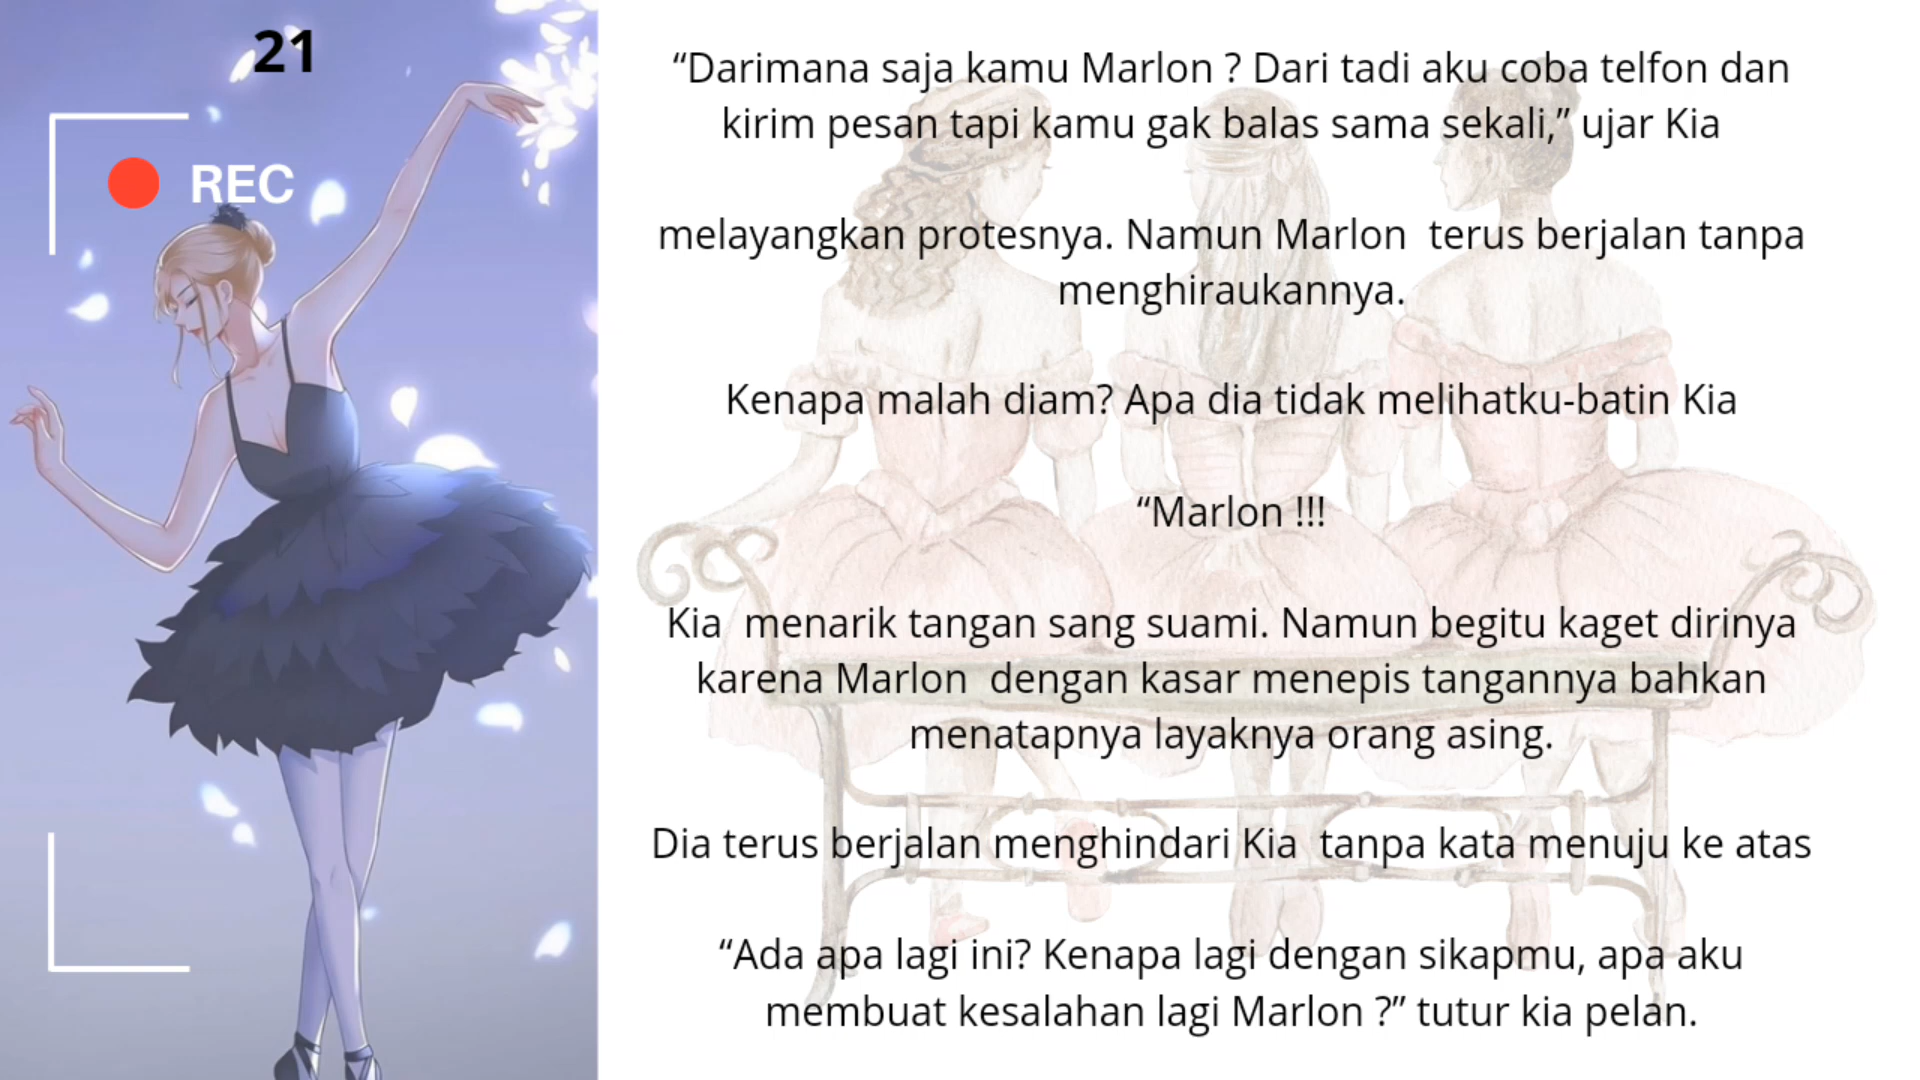 21
REC
“Darimana saja kamu Marlon ? Dari tadi aku coba telfon dan
kirim pesan tapi kamu gak balas sama sekali,” ujar Kia
melayangkan protesnya. Namun Marlon  terus berjalan tanpa
menghiraukannya.
Kenapa malah diam? Apa dia tidak melihatku-batin Kia
“Marlon !!!
Kia  menarik tangan sang suami. Namun begitu kaget dirinya
karena Marlon  dengan kasar menepis tangannya bahkan
menatapnya layaknya orang asing.
Dia terus berjalan menghindari Kia  tanpa kata menuju ke atas
“Ada apa lagi ini? Kenapa lagi dengan sikapmu, apa aku
membuat kesalahan lagi Marlon ?” tutur kia pelan.